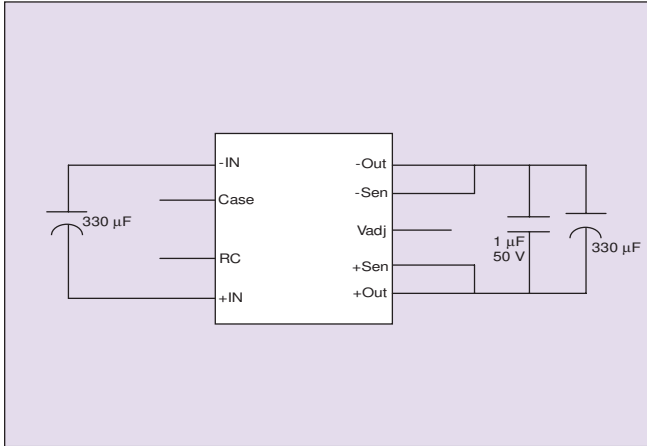 -IN
Case
RC
+IN
-Out
-Sen
Vadj
+Sen
+Out
330 μF
1 μF
50 V
330 μF